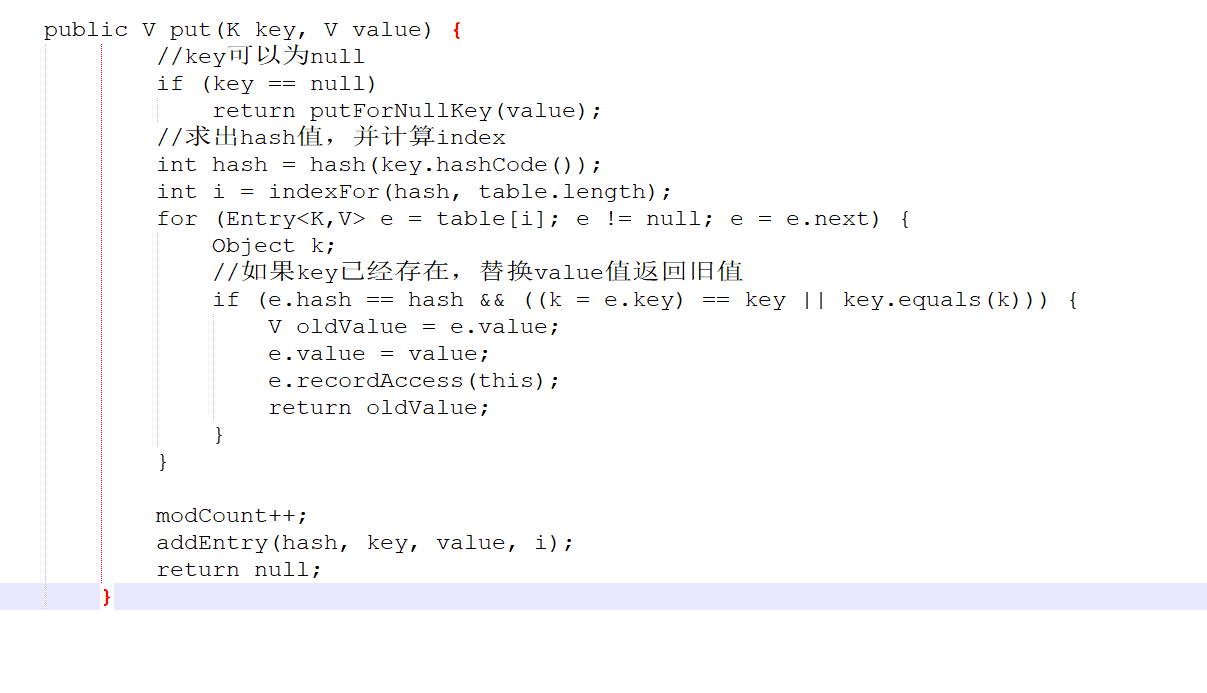 public V put(K key, V value) {
//key可以为null
if (key == null)
return putForNullKey(value);
//求出hash值，并计算index
int hash = hash(key.hashCode());
int i = indexFor(hash, table.length);
for (Entry<K,V> e = table[i]; e != null; e = e.next) {
Object k;
//如果key已经存在，替换value值返回旧值
if (e.hash == hash && ((k = e.key) == key || key.equals(k))) {
V oldValue = e.value;
e.value = value;
e.recordAccess(this);
return oldValue;
}
}
modCount++;
addEntry(hash, key, value, i);
return null;
}